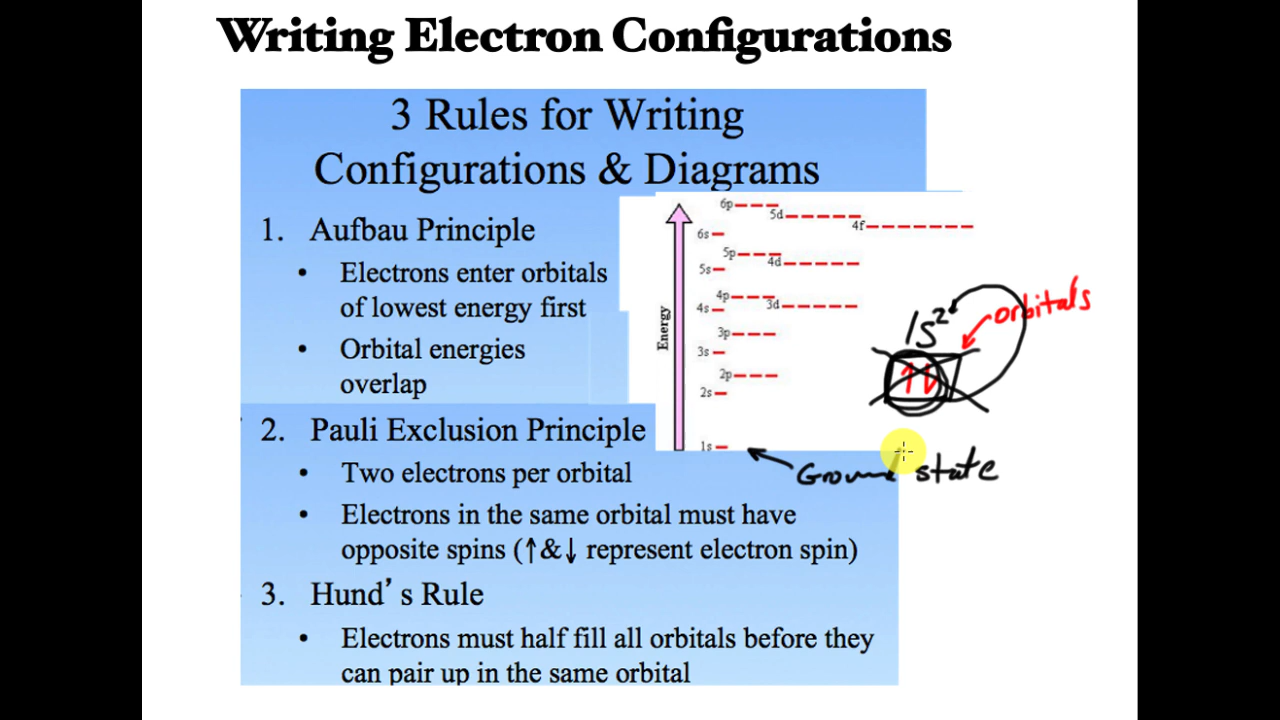 Writing Electron Configurations
3 Rules for Writing
Configurations & Diagrams
1. Aufbau Principle
• Electrons enter orbitals
of lowest energy first
• Orbital energies
overlap
2. Pauli Exclusion Principle
• Two electrons per orbital
• Electrons in the same orbital must have
opposite spins (↑&↓ represent electron spin)
3. Hund's Rule
• Electrons must half fill all orbitals before they
can pair up in the same orbital
Energy
6p
5d
4f
6s
5p
4d
5s
4p
3d
4s
3p
3s
2p
2s
1s
1s²
orbitals
↑↓
Ground state